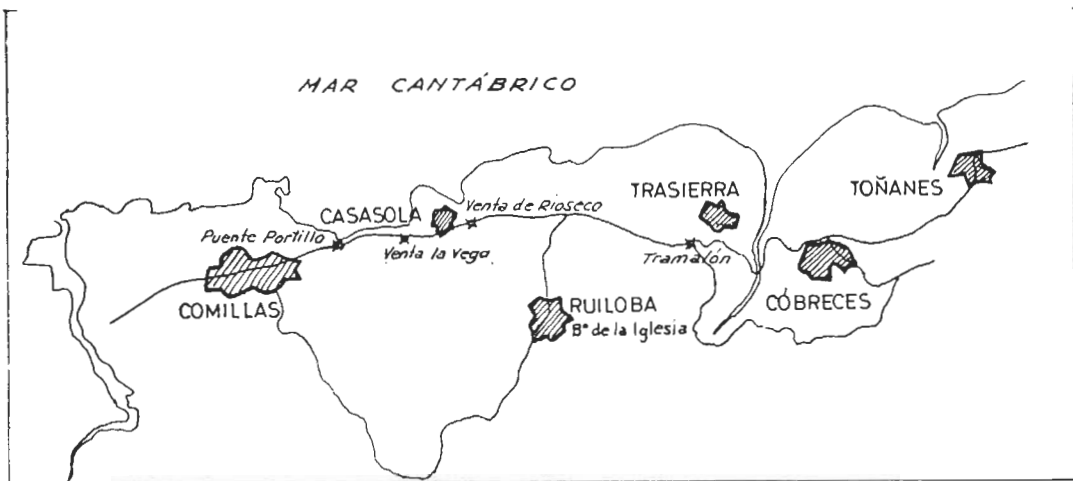 MAR CANTÁBRICO
TRASIERRA
TOÑANES
CASASOLA
Venta de Rioseco
Puente Portillo
Venta la Vega
Tramalón
COMILLAS
RUILOBA
Bº de la Iglesia
CÓBRECES